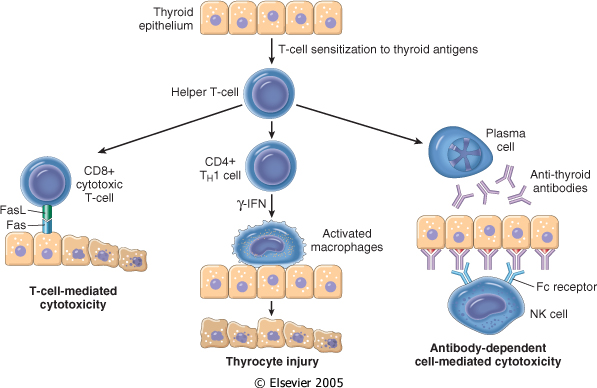 Thyroid
epithelium
T-cell sensitization to thyroid antigens
Helper T-cell
CD8+
cytotoxic
T-cell
FasL
Fas
T-cell-mediated
cytotoxicity
CD4+
TH1 cell
γ-IFN
Activated
macrophages
Thyrocyte injury
Plasma
cell
Anti-thyroid
antibodies
Fc receptor
NK cell
Antibody-dependent
cell-mediated cytotoxicity
© Elsevier 2005